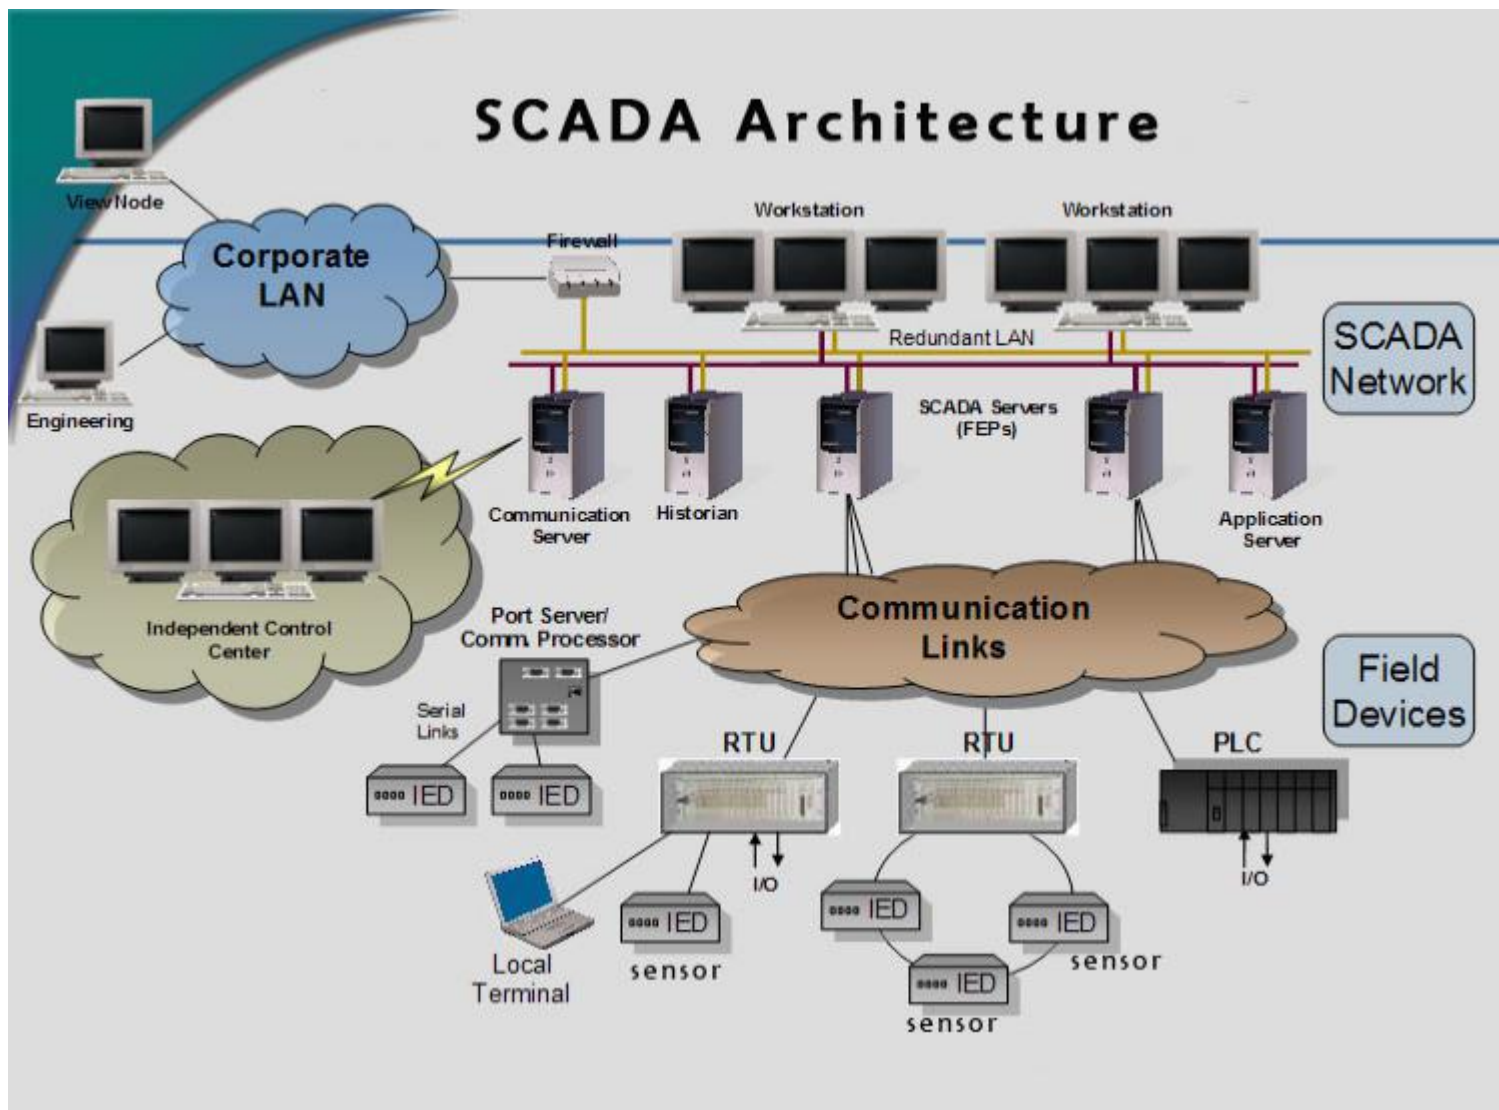 SCADA Architecture
View Node
Corporate
LAN
Firewall
Workstation
Workstation
Redundant LAN
SCADA
Network
Engineering
SCADA Servers
(FEPs)
Communication
Server
Historian
Application
Server
Independent Control
Center
Port Server/
Comm. Processor
Communication
Links
Field
Devices
Serial
Links
RTU
RTU
PLC
IED
IED
I/O
I/O
IED
IED
IED
IED
Local
Terminal
sensor
sensor
sensor